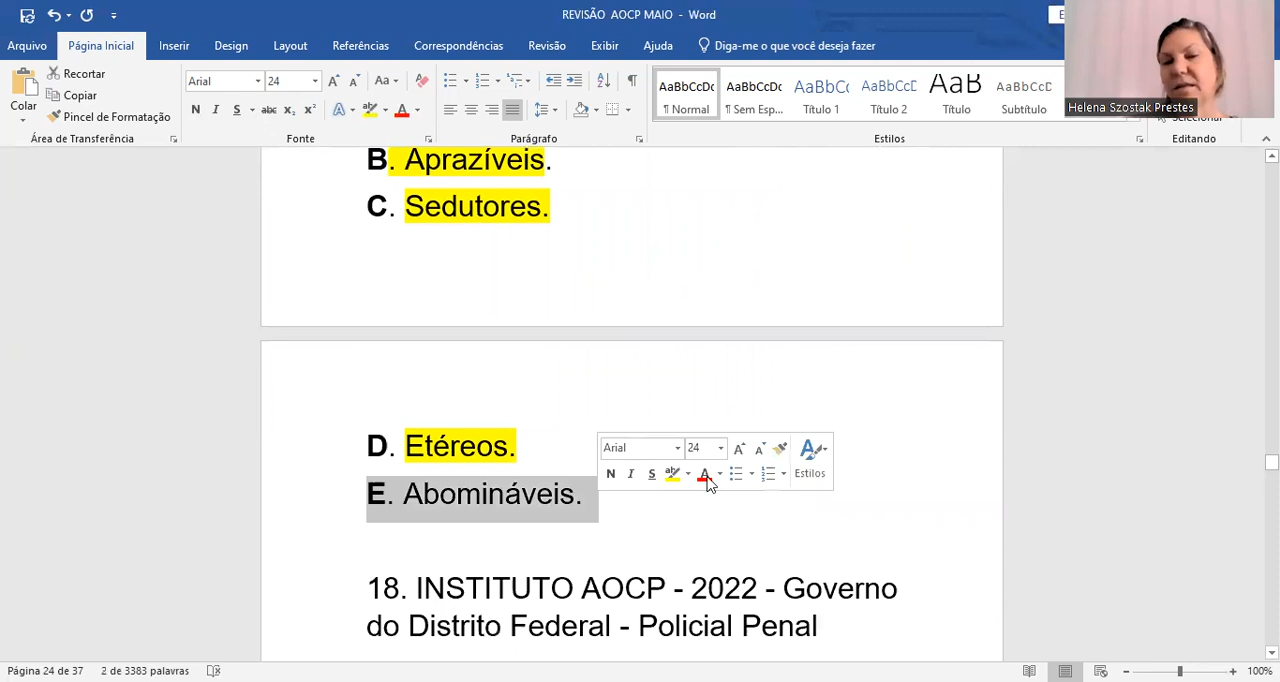 REVISÃO AOCP MAIO - Word
Arquivo Página Inicial Inserir Design Layout Referências Correspondências Revisão Exibir Ajuda Diga-me o que você deseja fazer
Colar
Recortar
Copiar
Pincel de Formatação
Área de Transferência
Arial 24
Fonte
Parágrafo
AaBbCcDc AaBbCcDc AaBbCc AaBbCcD AaB AaBbCcD
¶ Normal ¶ Sem Esp... Título 1 Título 2 Título Subtítulo
Estilos
Editando
Helena Szostak Prestes
B. Aprazíveis.
C. Sedutores.
D. Etéreos.
E. Abomináveis.
Arial 24
N I S Estilos
18. INSTITUTO AOCP - 2022 - Governo
do Distrito Federal - Policial Penal
Página 24 de 37 2 de 3383 palavras 100%